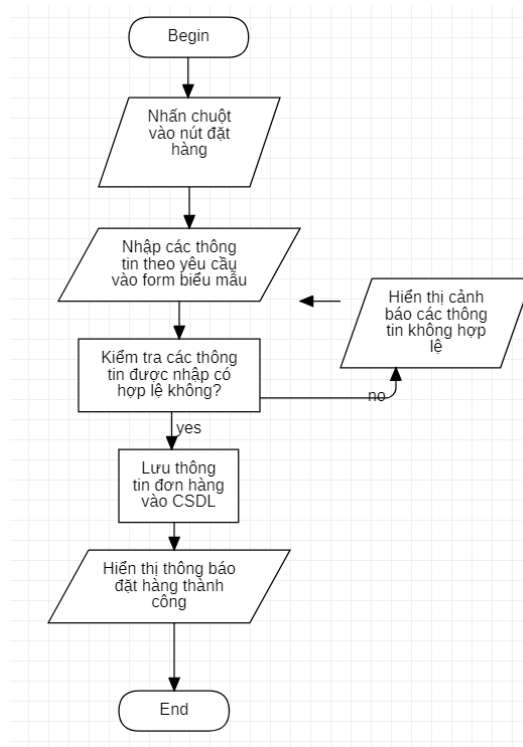 Begin
Nhấn chuột
vào nút đặt
hàng
Nhập các thông
tin theo yêu cầu
vào form biểu mẫu
Hiển thị cảnh
báo các thông
tin không hợp
lệ
Kiểm tra các thông
tin được nhập có
hợp lệ không?
no
yes
Lưu thông
tin đơn hàng
vào CSDL
Hiển thị thông báo
đặt hàng thành
công
End